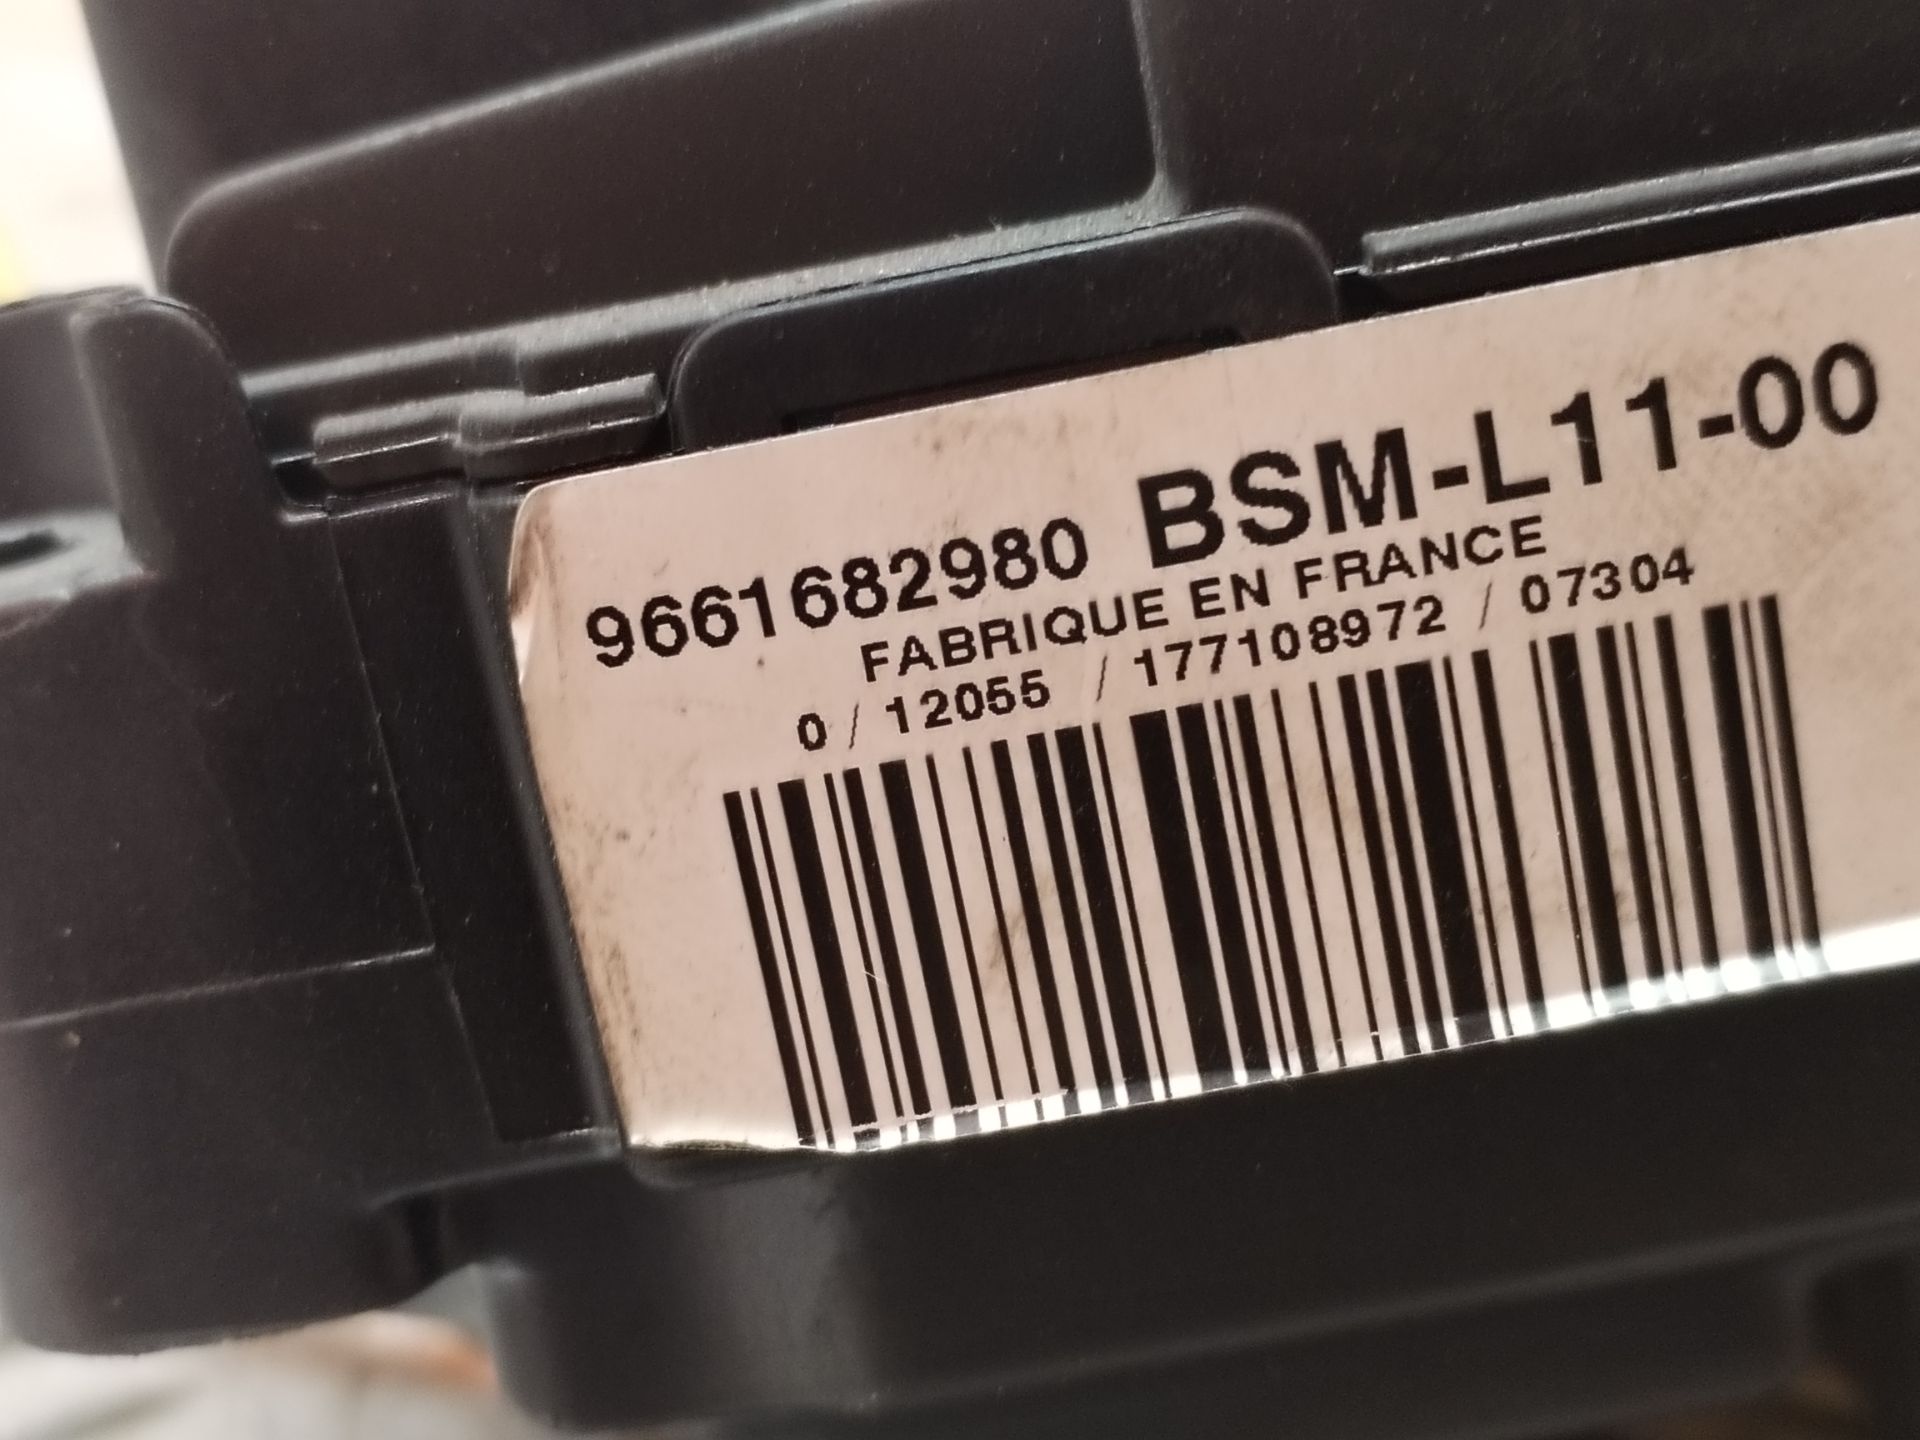 9661682980 BSM-L11-00
FABRIQUE EN FRANCE
0 / 12055 / 177108972 / 07304